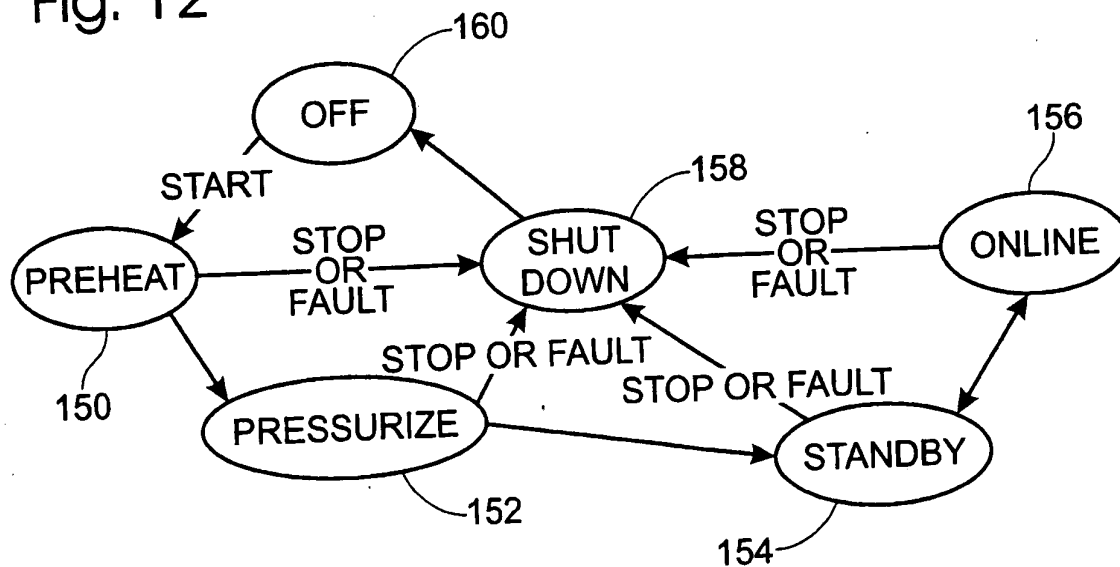 Fig. 12
160
OFF
156
START
158
STOP
OR
FAULT
SHUT
DOWN
STOP
OR
FAULT
ONLINE
PREHEAT
STOP OR FAULT
STOP OR FAULT
150
PRESSURIZE
STANDBY
152
154